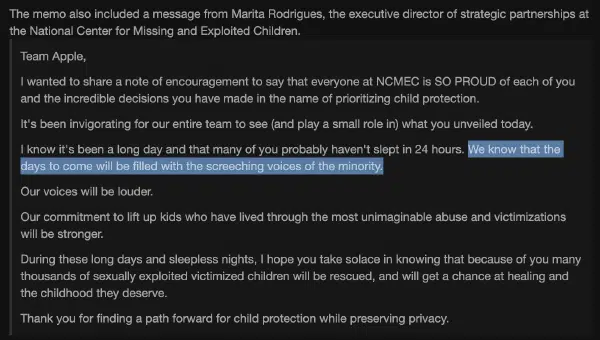 The memo also included a message from Marita Rodrigues, the executive director of strategic partnerships at
the National Center for Missing and Exploited Children.
Team Apple,
I wanted to share a note of encouragement to say that everyone at NCMEC is SO PROUD of each of you
and the incredible decisions you have made in the name of prioritizing child protection.
It's been invigorating for our entire team to see (and play a small role in) what you unveiled today.
I know it's been a long day and that many of you probably haven't slept in 24 hours. We know that the
days to come will be filled with the screeching voices of the minority.
Our voices will be louder.
Our commitment to lift up kids who have lived through the most unimaginable abuse and victimizations
will be stronger.
During these long days and sleepless nights, I hope you take solace in knowing that because of you many
thousands of sexually exploited victimized children will be rescued, and will get a chance at healing and
the childhood they deserve.
Thank you for finding a path forward for child protection while preserving privacy.